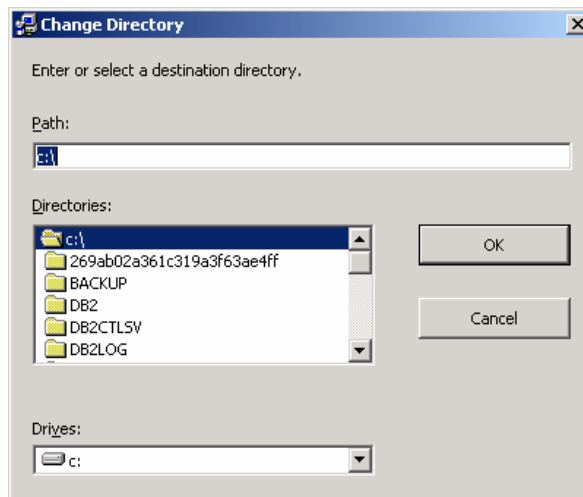 Change Directory
Enter or select a destination directory.
Path:
c:\
Directories:
c:\
269ab02a361c319a3f63ae4ff
BACKUP
DB2
DB2CTLSV
DB2LOG
OK
Cancel
Drives:
c: